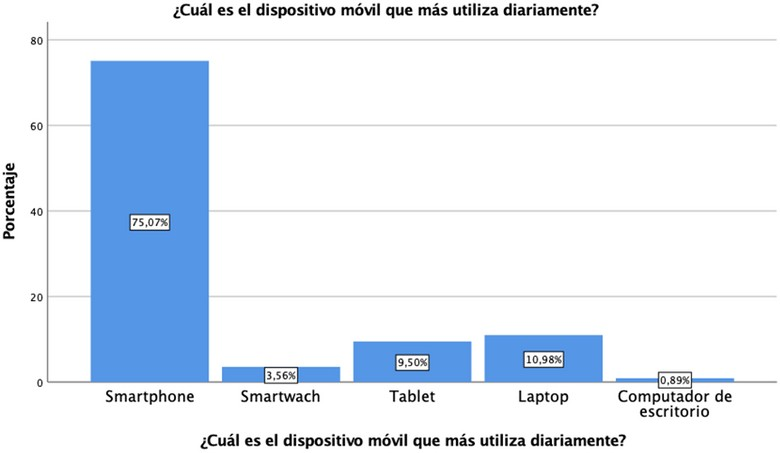 ¿Cuál es el dispositivo móvil que más utiliza diariamente?
80
60
40
20
0
Porcentaje
75,07%
3,56%
9,50%
10,98%
0,89%
Smartphone
Smartwach
Tablet
Laptop
Computador de
escritorio
¿Cuál es el dispositivo móvil que más utiliza diariamente?